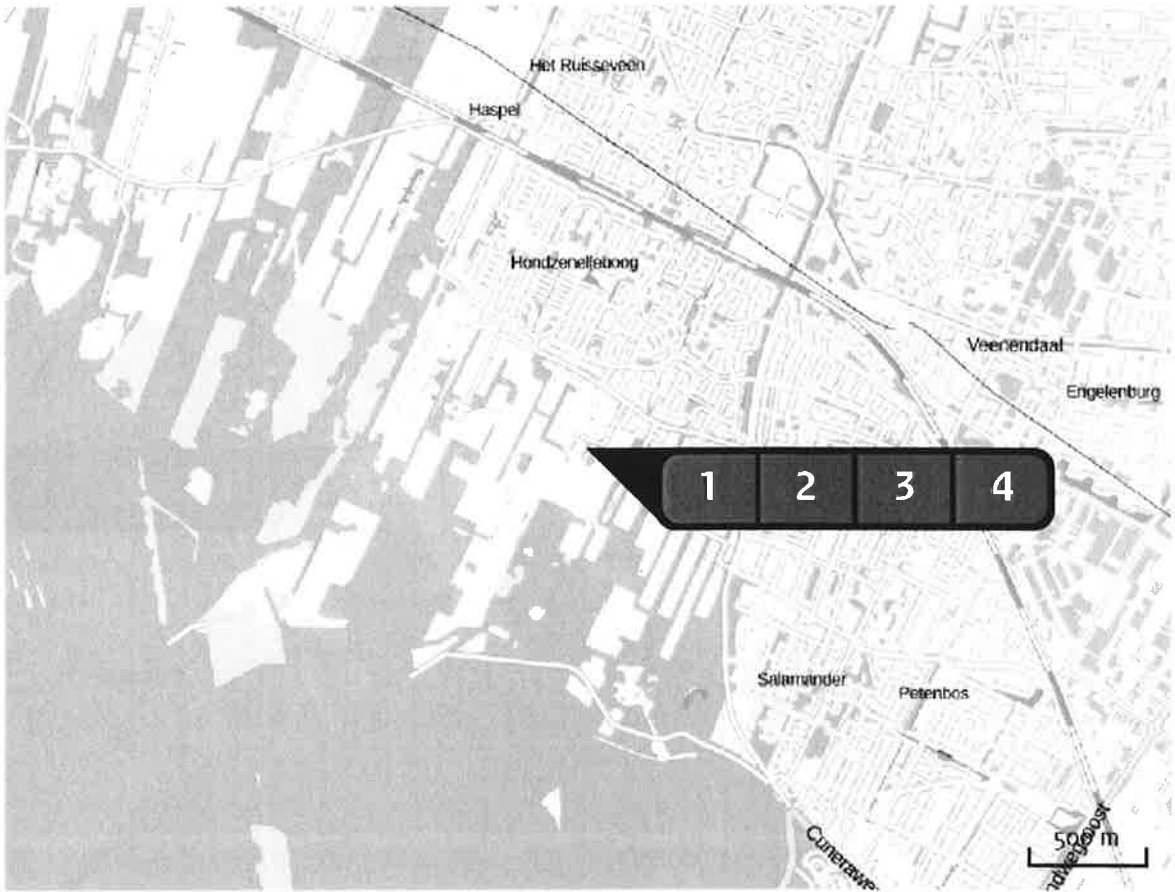 Het Ruisseveen
Haspel
Hondzenelleboog
Veenendaal
Engelenburg
1 2 3 4
Salamander
Petenbos
500 m